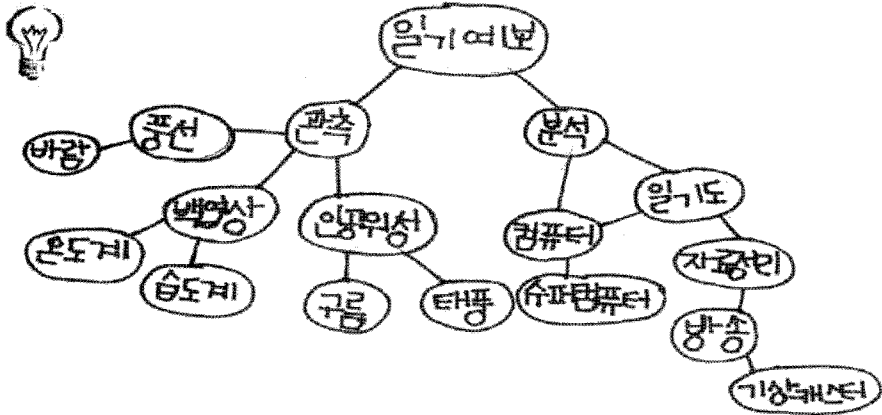 일기예보
풍선
관측
분석
바람
백엽상
인공위성
일기도
컴퓨터
온도계
습도계
구름
태풍
슈퍼컴퓨터
자료정리
방송
기상캐스터